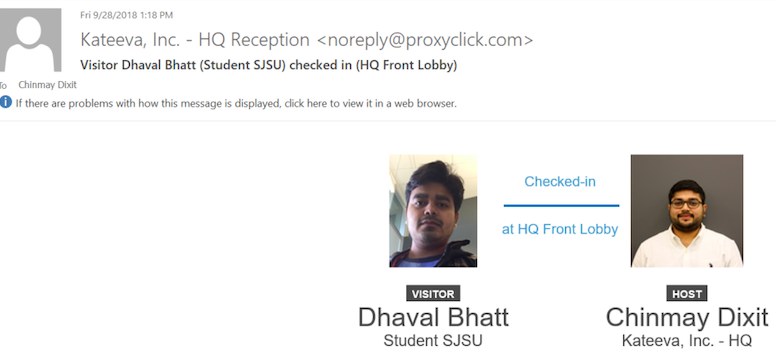 Fri 9/28/2018 1:18 PM
Kateeva, Inc. - HQ Reception <noreply@proxyclick.com>
Visitor Dhaval Bhatt (Student SJSU) checked in (HQ Front Lobby)
To Chinmay Dixit
If there are problems with how this message is displayed, click here to view it in a web browser.
Checked-in
at HQ Front Lobby
VISITOR HOST
Dhaval Bhatt Chinmay Dixit
Student SJSU Kateeva, Inc. - HQ